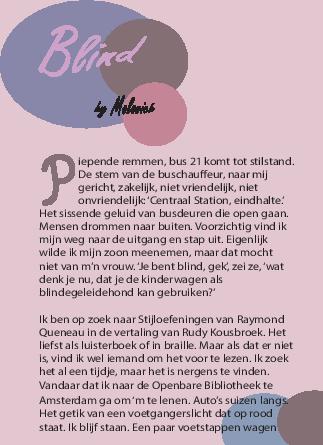 Blind
by Melanish
Piepende remmen, bus 21 komt tot stilstand.
De stem van de buschauffeur, naar mij
gericht, zakelijk, niet vriendelijk, niet
onvriendelijk: ‘Centraal Station, eindhalte.’
Het sissende geluid van busdeuren die open gaan.
Mensen drommen naar buiten. Voorzichtig vind ik
mijn weg naar de uitgang en stap uit. Eigenlijk
wilde ik mijn zoon meenemen, maar dat mocht
niet van m’n vrouw. ‘Je bent blind, gek’, zei ze, ‘wat
denk je nu, dat je de kinderwagen als
blindegeleidehond kan gebruiken?’
Ik ben op zoek naar Stijloefeningen van Raymond
Queneau in de vertaling van Rudy Kousbroek. Het
liefst als luisterboek of in braille. Maar als dat er niet
is, vind ik wel iemand om het voor te lezen. Ik zoek
het al een tijdje, maar het is nergens te vinden.
Vandaar dat ik naar de Openbare Bibliotheek te
Amsterdam ga om ’m te lenen. Auto’s suizen langs.
Het getik van een voetgangerslicht dat op rood
staat. Ik blijf staan. Een paar voetstappen wagen